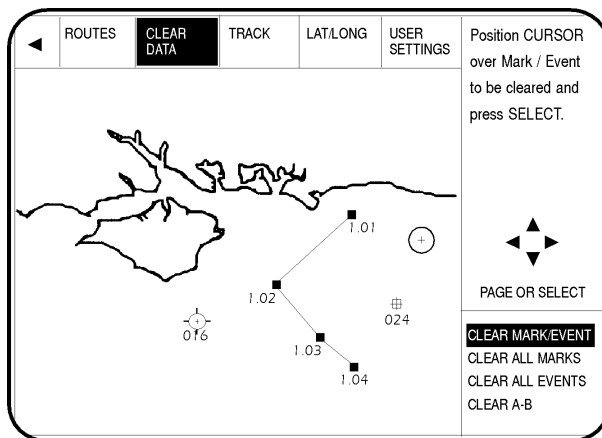 ROUTES
CLEAR
DATA
TRACK
LAT/LONG
USER
SETTINGS
Position CURSOR
over Mark / Event
to be cleared and
press SELECT.
1.01
1.02
016
024
1.03
1.04
PAGE OR SELECT
CLEAR MARK/EVENT
CLEAR ALL MARKS
CLEAR ALL EVENTS
CLEAR A-B